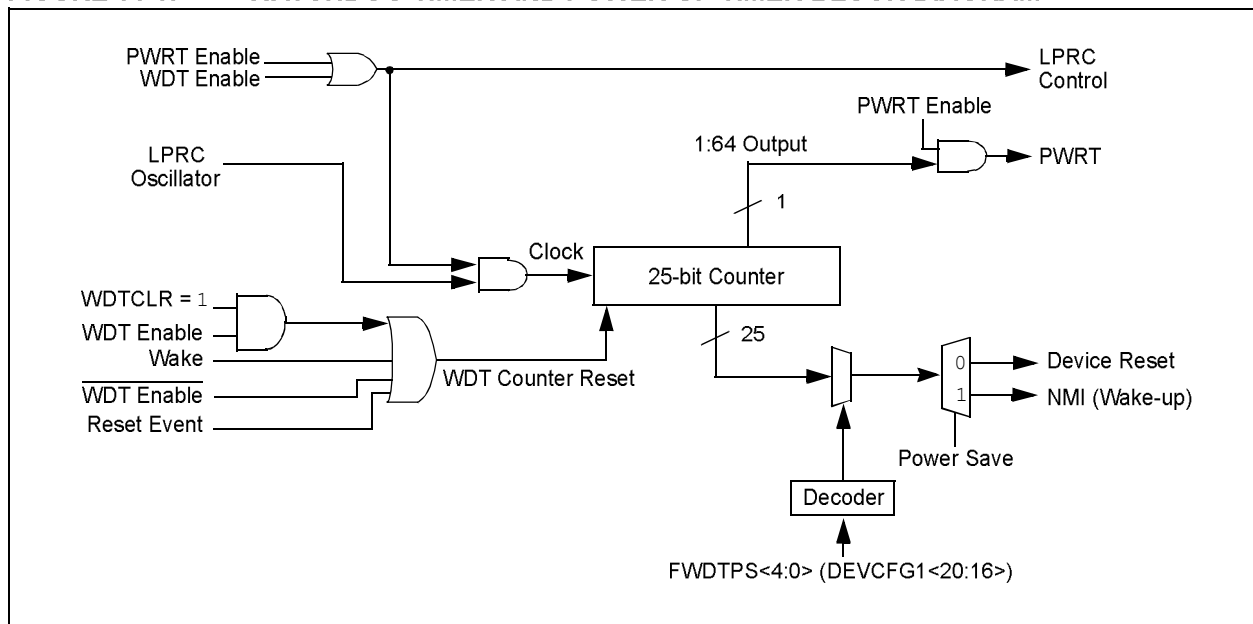 PWRT Enable
WDT Enable
LPRC
Control
PWRT Enable
1:64 Output
PWRT
LPRC
Oscillator
1
Clock
25-bit Counter
WDTCLR = 1
WDT Enable
Wake
WDT Enable
Reset Event
WDT Counter Reset
25
0
1
Device Reset
NMI (Wake-up)
Power Save
Decoder
FWDTPS<4:0> (DEVCFG1<20:16>)